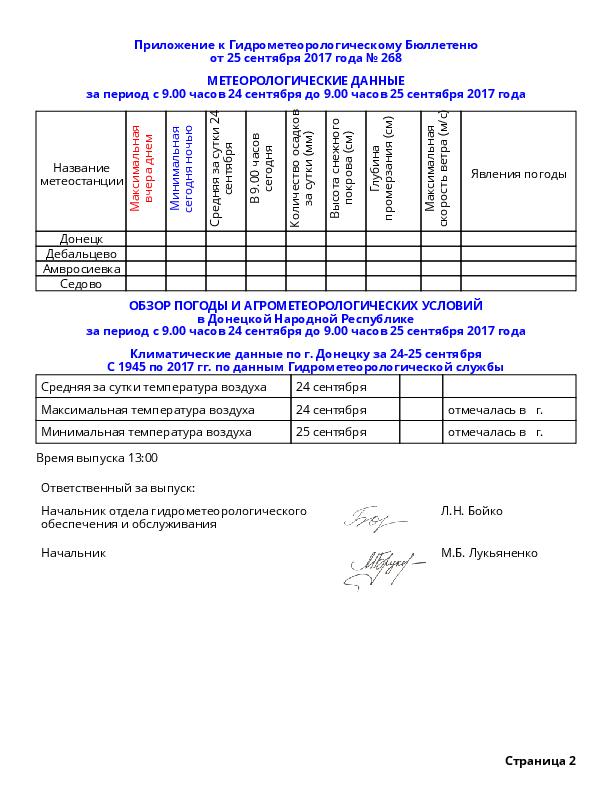 Приложение к Гидрометеорологическому Бюллетеню
от 25 сентября 2017 года № 268
МЕТЕОРОЛОГИЧЕСКИЕ ДАННЫЕ
за период с 9.00 часов 24 сентября до 9.00 часов 25 сентября 2017 года
Название
метеостанции
Максимальная
вчера днем
Минимальная
сегодня ночью
Средняя за сутки 24
сентября
В 9.00 часов
сегодня
Количество осадков
за сутки (мм)
Высота снежного
покрова (см)
Глубина
промерзания (см)
Максимальная
скорость ветра (м/с)
Явления погоды
Донецк
Дебальцево
Амвросиевка
Седово
ОБЗОР ПОГОДЫ И АГРОМЕТЕОРОЛОГИЧЕСКИХ УСЛОВИЙ
в Донецкой Народной Республике
за период с 9.00 часов 24 сентября до 9.00 часов 25 сентября 2017 года
Климатические данные по г. Донецку за 24-25 сентября
С 1945 по 2017 гг. по данным Гидрометеорологической службы
Средняя за сутки температура воздуха 24 сентября
Максимальная температура воздуха 24 сентября отмечалась в г.
Минимальная температура воздуха 25 сентября отмечалась в г.
Время выпуска 13:00
Ответственный за выпуск:
Начальник отдела гидрометеорологического
обеспечения и обслуживания
Л.Н. Бойко
Начальник М.Б. Лукьяненко
Страница 2